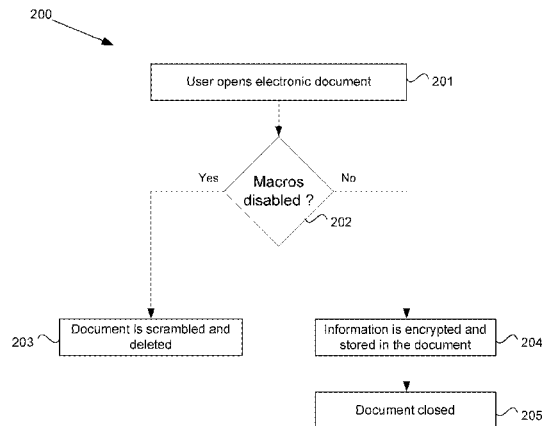 200
User opens electronic document
201
Yes
Macros
disabled ?
No
202
Document is scrambled and
deleted
203
Information is encrypted and
stored in the document
204
Document closed
205